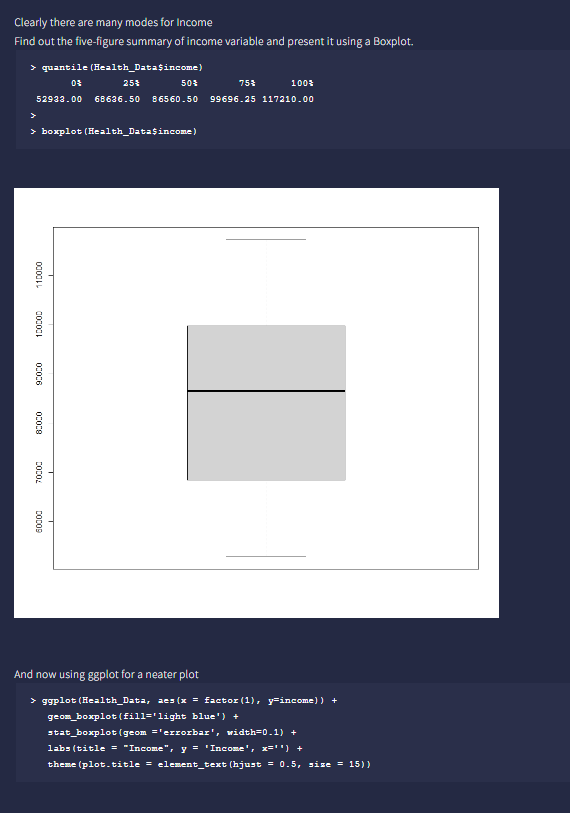 Clearly there are many modes for Income
Find out the five-figure summary of income variable and present it using a Boxplot.
> quantile(Health_Data$income)
0% 25% 50% 75% 100%
52933.00 68636.50 86560.50 99696.25 117210.00
>
> boxplot(Health_Data$income)
110000
100000
90000
80000
70000
60000
And now using ggplot for a neater plot
> ggplot(Health_Data, aes(x = factor(1), y=income)) +
geom_boxplot(fill='light blue') +
stat_boxplot(geom ='errorbar', width=0.1) +
labs(title = "Income", y = 'Income', x='') +
theme(plot.title = element_text(hjust = 0.5, size = 15))